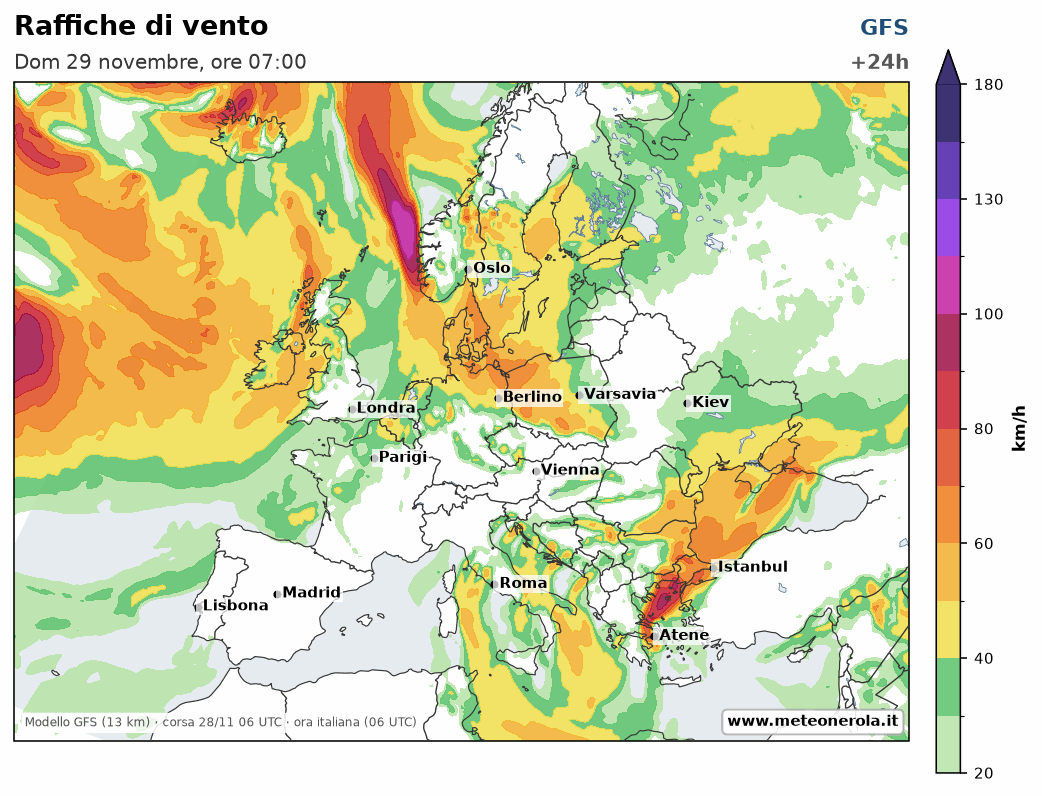 Raffiche di vento
GFS
Dom 29 novembre, ore 07:00
+24h
180
130
100
80
60
40
20
km/h
Oslo
Berlino
Varsavia
Kiev
Londra
Parigi
Vienna
Istanbul
Roma
Madrid
Lisbona
Atene
Modello GFS (13 km) · corsa 28/11 06 UTC · ora italiana (06 UTC)
www.meteonerola.it